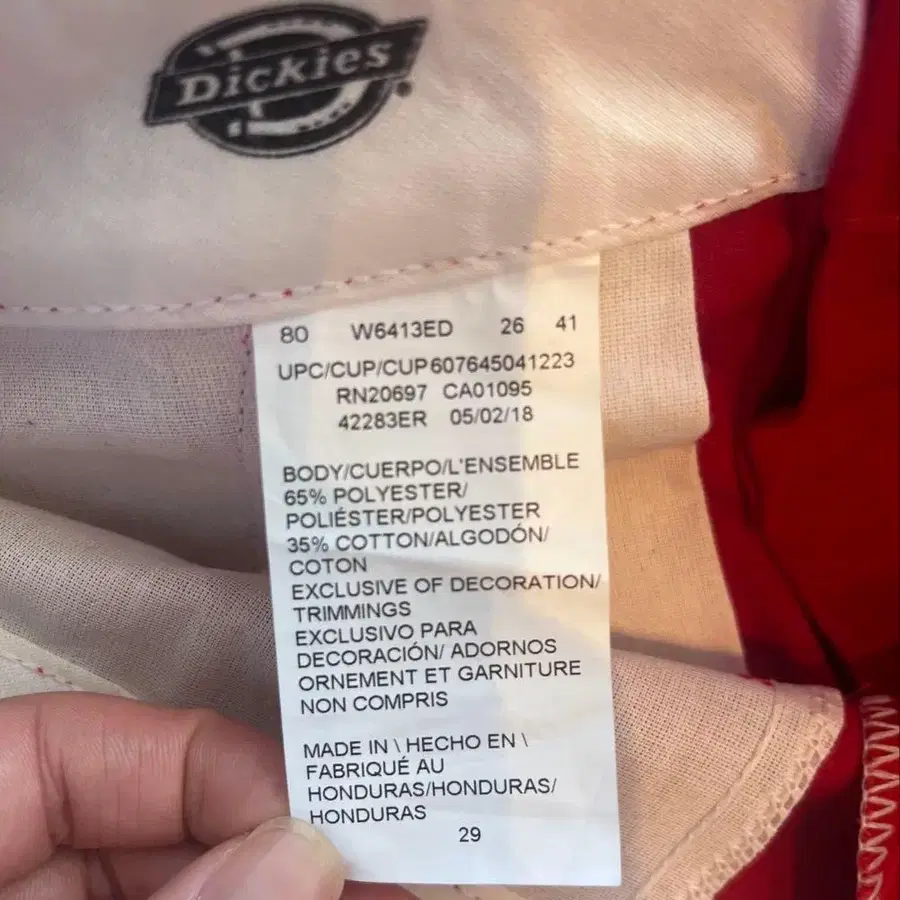 Dickies
80 W6413ED 26 41
UPC/CUP/CUP607645041223
RN20697 CA01095
42283ER 05/02/18
BODY/CUERPO/L'ENSEMBLE
65% POLYESTER/
POLIÉSTER/POLYESTER
35% COTTON/ALGODÓN/
COTON
EXCLUSIVE OF DECORATION/
TRIMMINGS
EXCLUSIVO PARA
DECORACIÓN/ ADORNOS
ORNEMENT ET GARNITURE
NON COMPRIS
MADE IN \ HECHO EN \
FABRIQUÉ AU
HONDURAS/HONDURAS/
HONDURAS
29